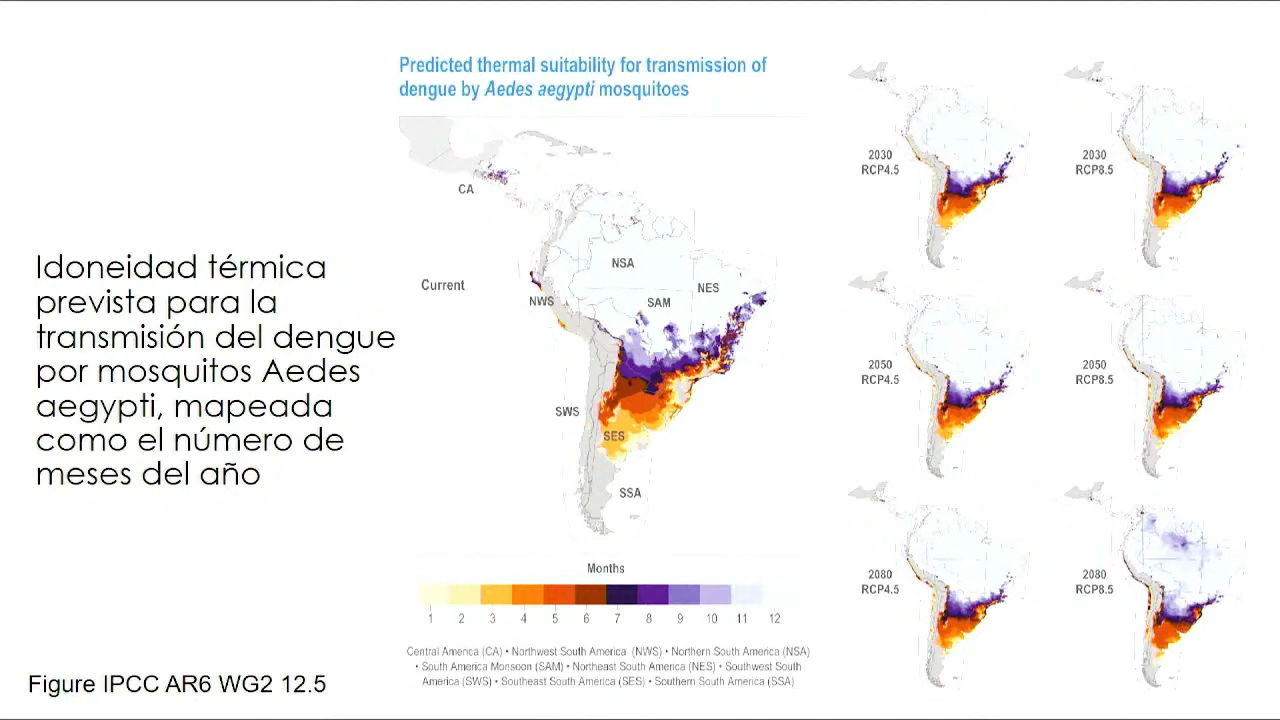 Predicted thermal suitability for transmission of
dengue by Aedes aegypti mosquitoes
Idoneidad térmica
prevista para la
transmisión del dengue
por mosquitos Aedes
aegypti, mapeada
como el número de
meses del año
Figure IPCC AR6 WG2 12.5
Current
CA
NSA
NES
NWS
SAM
SWS
SES
SSA
Months
1 2 3 4 5 6 7 8 9 10 11 12
Central America (CA) • Northwest South America (NWS) • Northern South America (NSA)
• South America Monsoon (SAM) • Northeast South America (NES) • Southwest South
America (SWS) • Southeast South America (SES) • Southern South America (SSA)
2030
RCP4.5
2030
RCP8.5
2050
RCP4.5
2050
RCP8.5
2080
RCP4.5
2080
RCP8.5